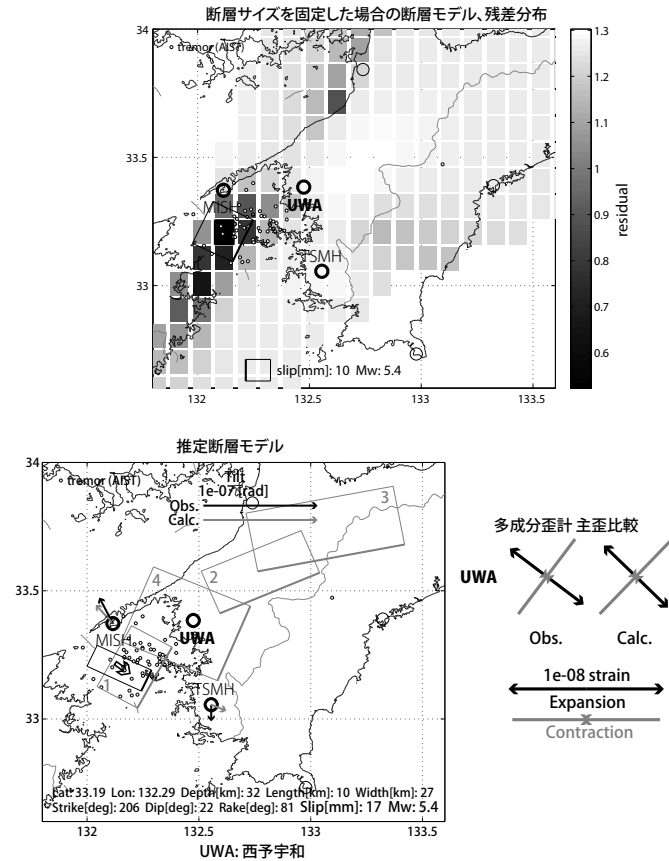 断層サイズを固定した場合の断層モデル、残差分布
34
tremor (AIST)
33.5
MISH
UWA
TSMH
33
slip[mm]: 10 Mw: 5.4
132
132.5
133
133.5
1.3
1.2
1.1
1
0.9
0.8
0.7
0.6
residual
推定断層モデル
34
tremor (AIST)
Tilt
1e-07 [rad]
Obs.
Calc.
3
2
4
33.5
MISH
UWA
1
TSMH
33
Lat: 33.19 Lon: 132.29 Depth[km]: 32 Length[km]: 10 Width[km]: 27
Strike[deg]: 206 Dip[deg]: 22 Rake[deg]: 81 Slip[mm]: 17 Mw: 5.4
132
132.5
133
133.5
UWA: 西予宇和
多成分歪計 主歪比較
UWA
Obs.
Calc.
1e-08 strain
Expansion
Contraction